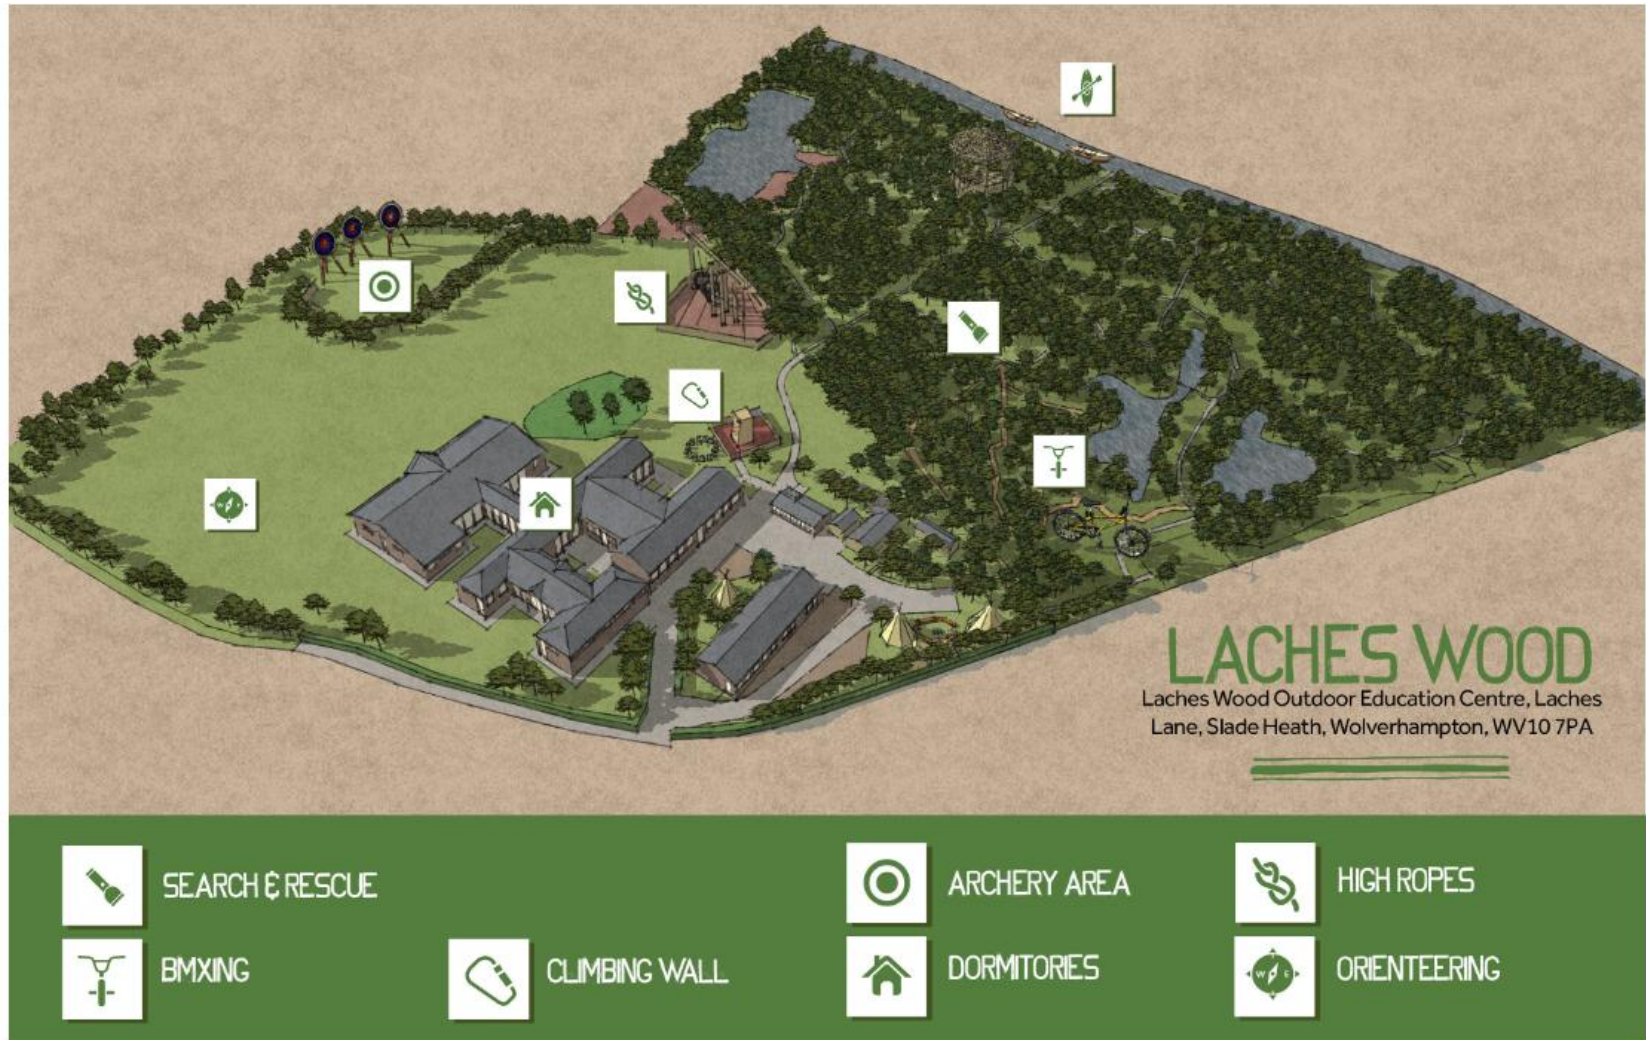 LACHES WOOD
Laches Wood Outdoor Education Centre, Laches
Lane, Slade Heath, Wolverhampton, WV10 7PA
SEARCH & RESCUE
ARCHERY AREA
HIGH ROPES
BMXING
CLIMBING WALL
DORMITORIES
W E
ORIENTEERING